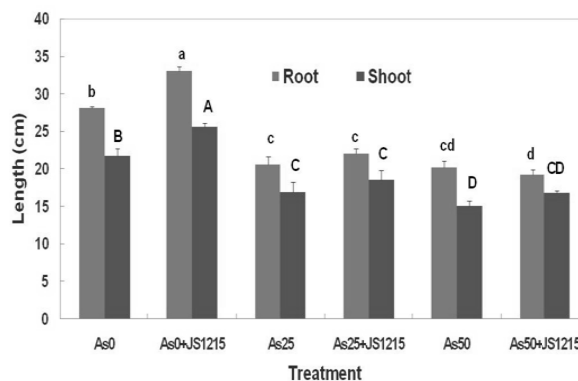 40
35
30
25
20
15
10
5
0
Length (cm)
Root Shoot
b B a A c C c C cd D d CD
As0 As0+JS1215 As25 As25+JS1215 As50 As50+JS1215
Treatment